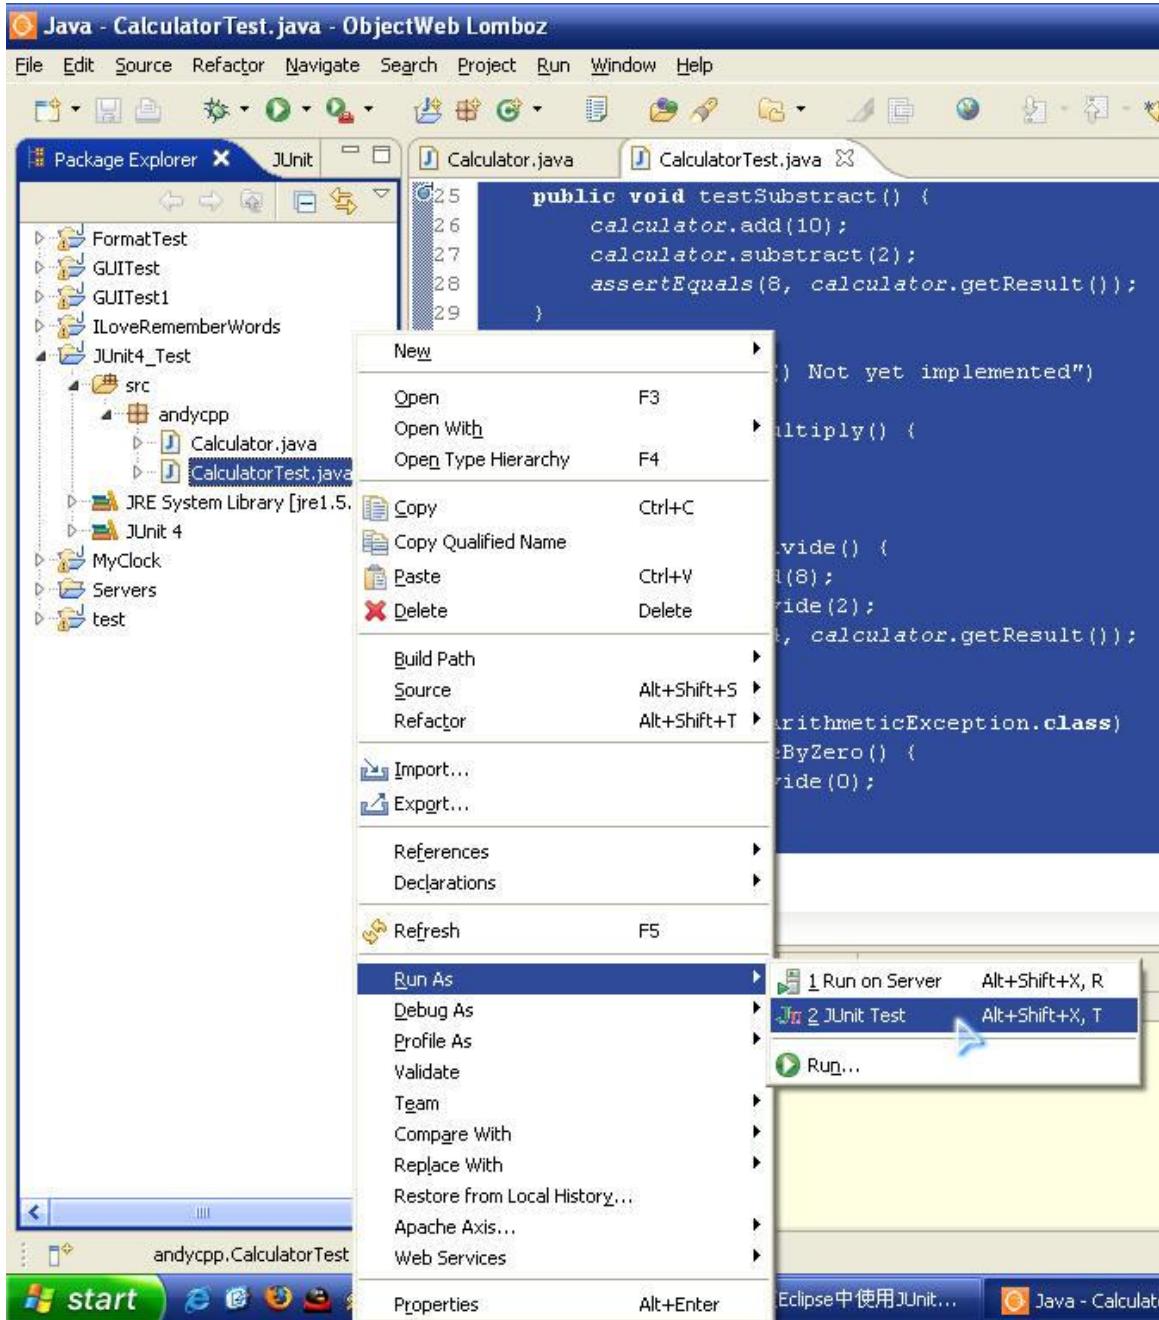 Java - CalculatorTest.java - ObjectWeb Lomboz
File Edit Source Refactor Navigate Search Project Run Window Help
Package Explorer JUnit
Calculator.java CalculatorTest.java
FormatTest
GUITest
GUITest1
ILoveRememberWords
JUnit4_Test
src
andycpp
Calculator.java
CalculatorTest.java
JRE System Library [jre1.5.
JUnit 4
MyClock
Servers
test
25 public void testSubstract() {
26 calculator.add(10);
27 calculator.substract(2);
28 assertEquals(8, calculator.getResult());
29 }
) Not yet implemented")
ltiply() {
vide() {
(8);
ide(2);
, calculator.getResult());
rithmeticException.class)
ByZero() {
ide(0);
New
Open F3
Open With
Open Type Hierarchy F4
Copy Ctrl+C
Copy Qualified Name
Paste Ctrl+V
Delete Delete
Build Path
Source Alt+Shift+S
Refactor Alt+Shift+T
Import...
Export...
References
Declarations
Refresh F5
Run As
Debug As
Profile As
Validate
Team
Compare With
Replace With
Restore from Local History...
Apache Axis...
Web Services
Properties Alt+Enter
1 Run on Server Alt+Shift+X, R
2 JUnit Test Alt+Shift+X, T
Run...
andycpp.CalculatorTest
start
Eclipse中使用JUnit...
Java - Calculat